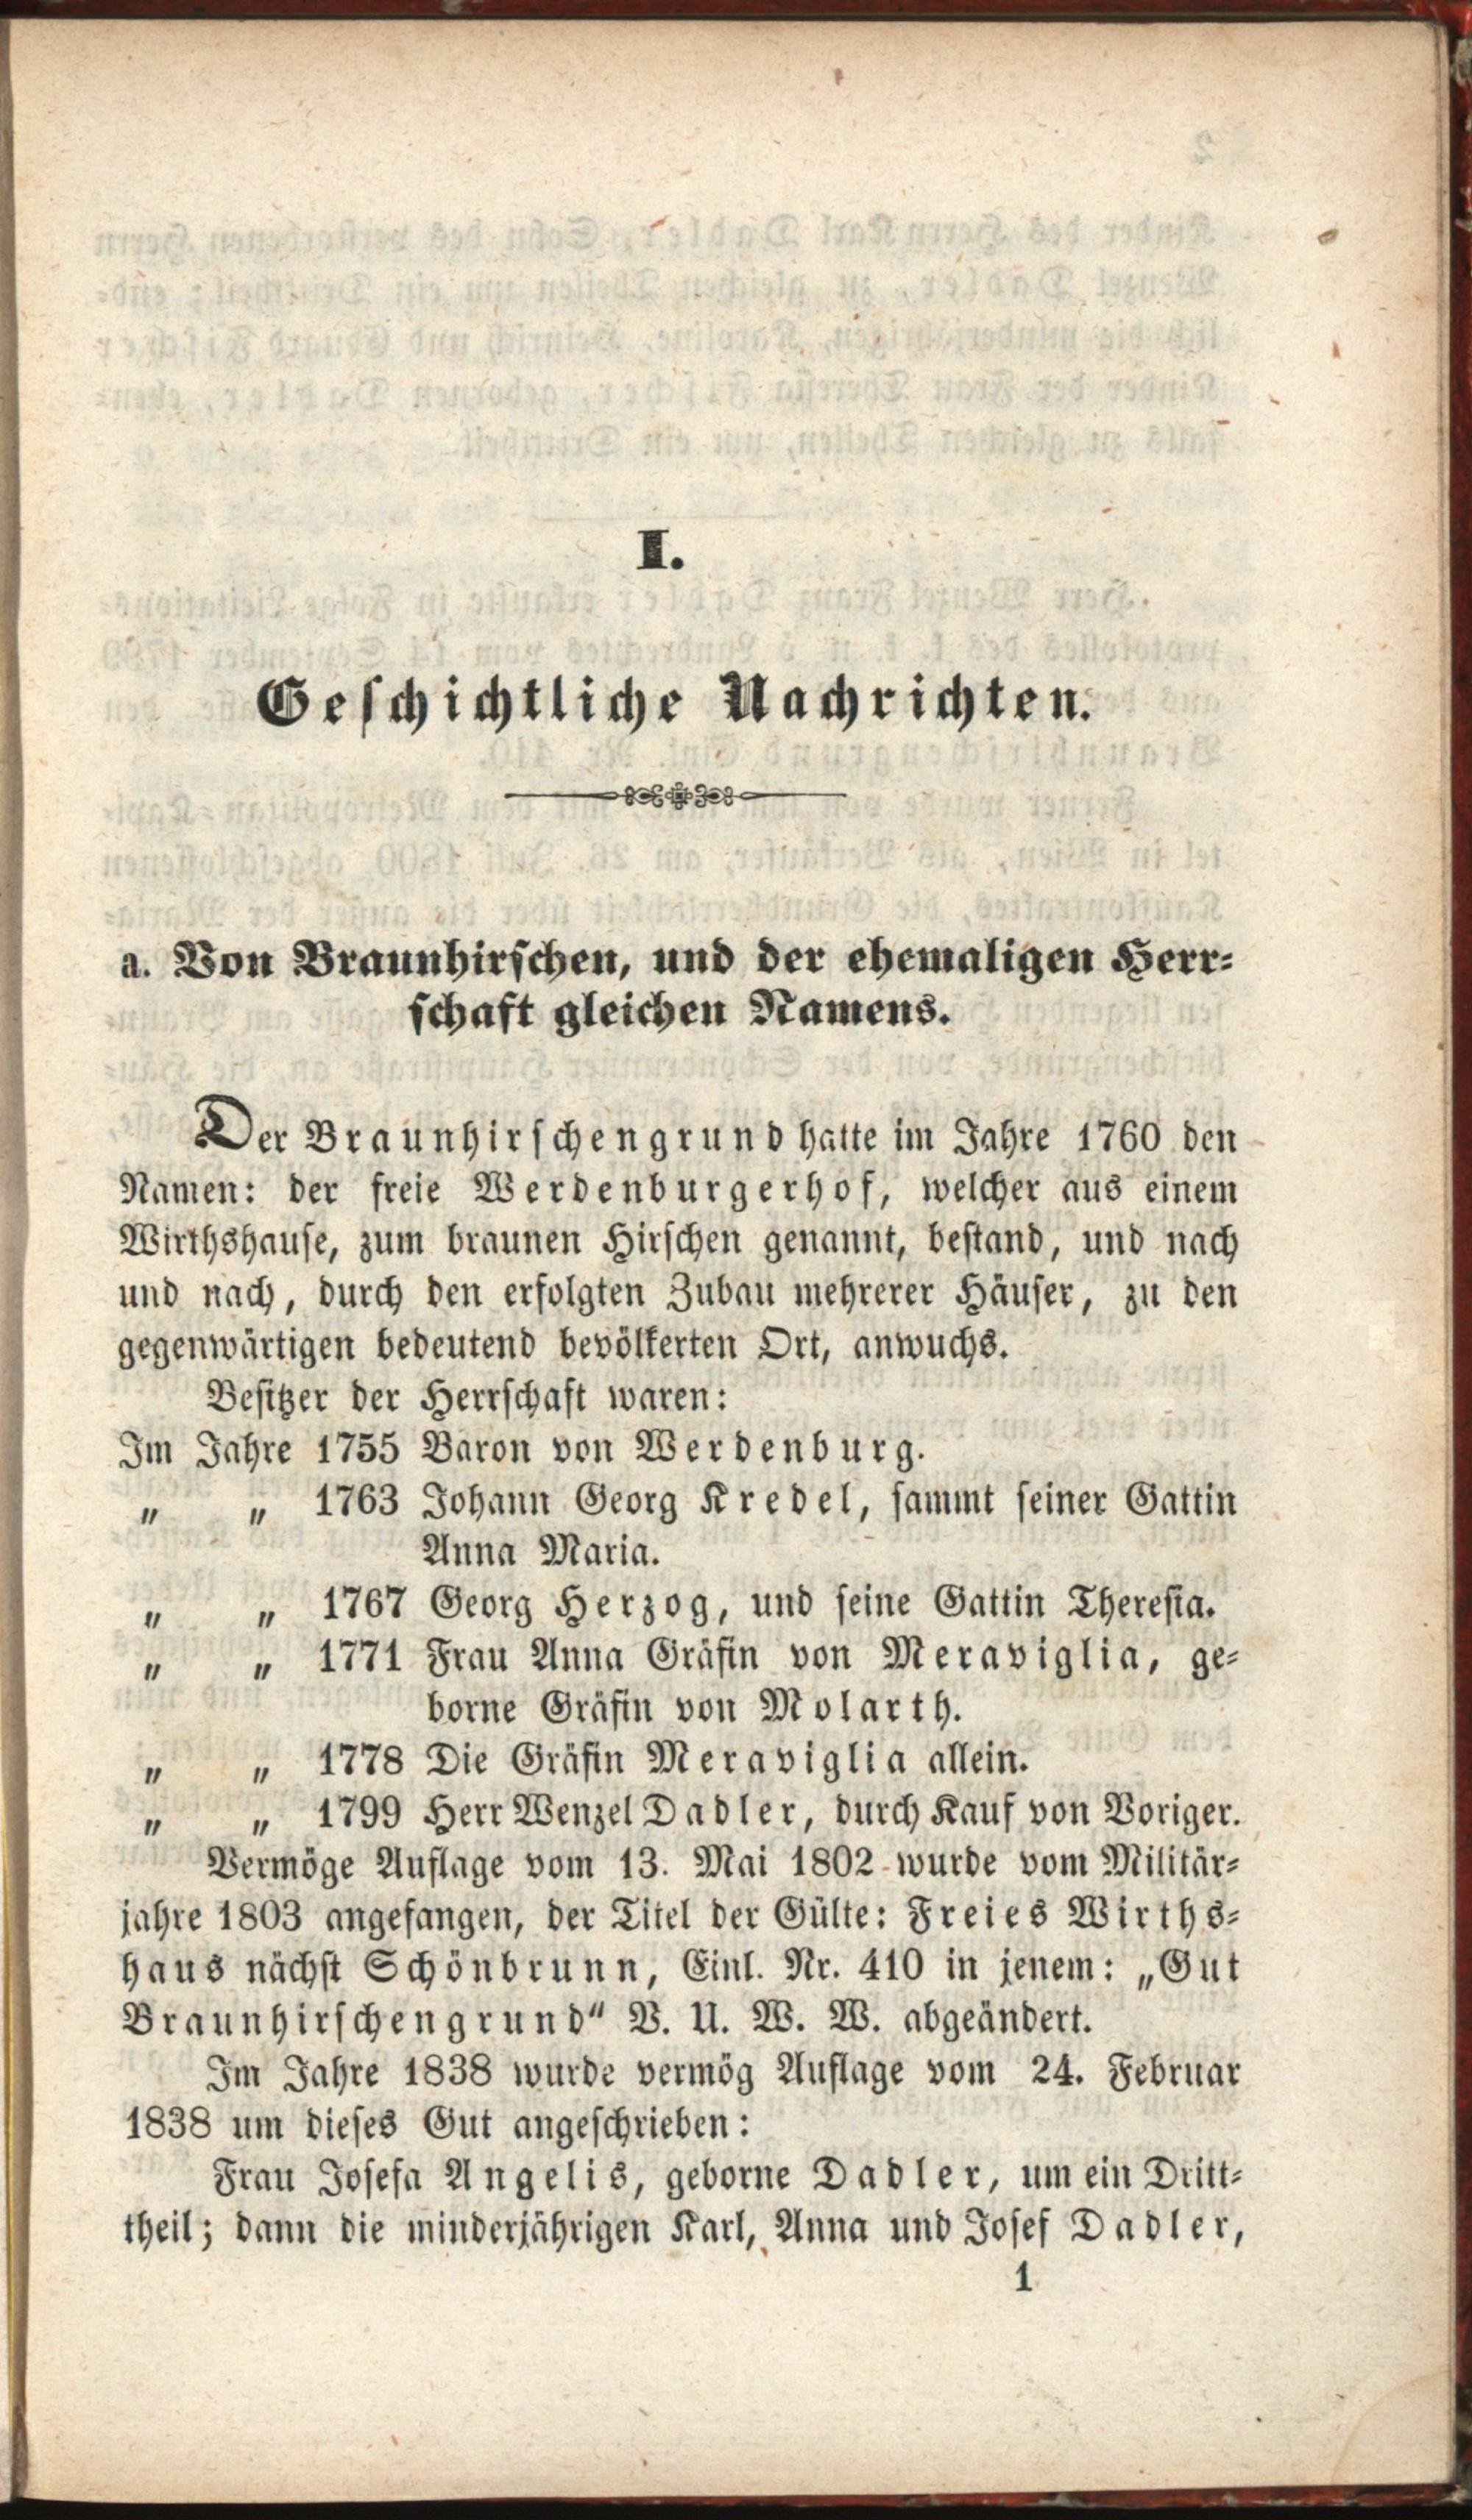 I.
Geschichtliche Nachrichten.
a. Von Braunhirschen, und der ehemaligen Herr-
schaft gleichen Namens.
Der Braunhirschengrund hatte im Jahre 1760 den
Namen: der freie Werdenburgerhof, welcher aus einem
Wirthshause, zum braunen Hirschen genannt, bestand, und nach
und nach, durch den erfolgten Zubau mehrerer Häuser, zu den
gegenwärtigen bedeutend bevölkerten Ort, anwuchs.
Besitzer der Herrschaft waren:
Im Jahre 1755 Baron von Werdenburg.
„ „ 1763 Johann Georg Kredel, sammt seiner Gattin
Anna Maria.
„ „ 1767 Georg Herzog, und seine Gattin Theresia.
„ „ 1771 Frau Anna Gräfin von Meraviglia, ge-
borne Gräfin von Molarth.
„ „ 1778 Die Gräfin Meraviglia allein.
„ „ 1799 Herr Wenzel Dadler, durch Kauf von Voriger.
Vermöge Auflage vom 13. Mai 1802 wurde vom Militär-
jahre 1803 angefangen, der Titel der Gülte: Freies Wirths-
haus nächst Schönbrunn, Einl. Nr. 410 in jenem: „Gut
Braunhirschengrund“ V. U. W. W. abgeändert.
Im Jahre 1838 wurde vermög Auflage vom 24. Februar
1838 um dieses Gut angeschrieben:
Frau Josefa Angelis, geborne Dadler, um ein Dritt-
theil; dann die minderjährigen Karl, Anna und Josef Dadler,
1